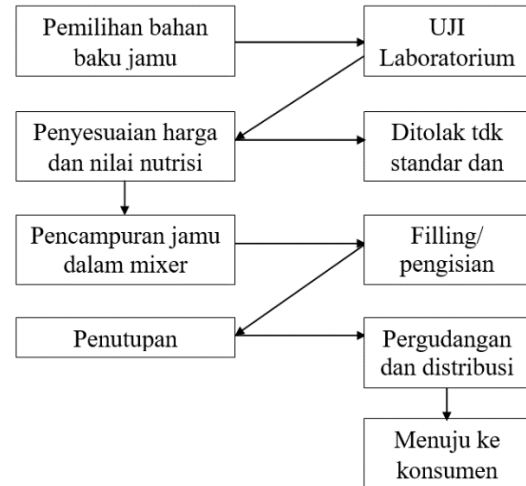 Pemilihan bahan
baku jamu
UJI
Laboratorium
Penyesuaian harga
dan nilai nutrisi
Ditolak tdk
standar dan
Pencampuran jamu
dalam mixer
Filling/
pengisian
Penutupan
Pergudangan
dan distribusi
Menuju ke
konsumen